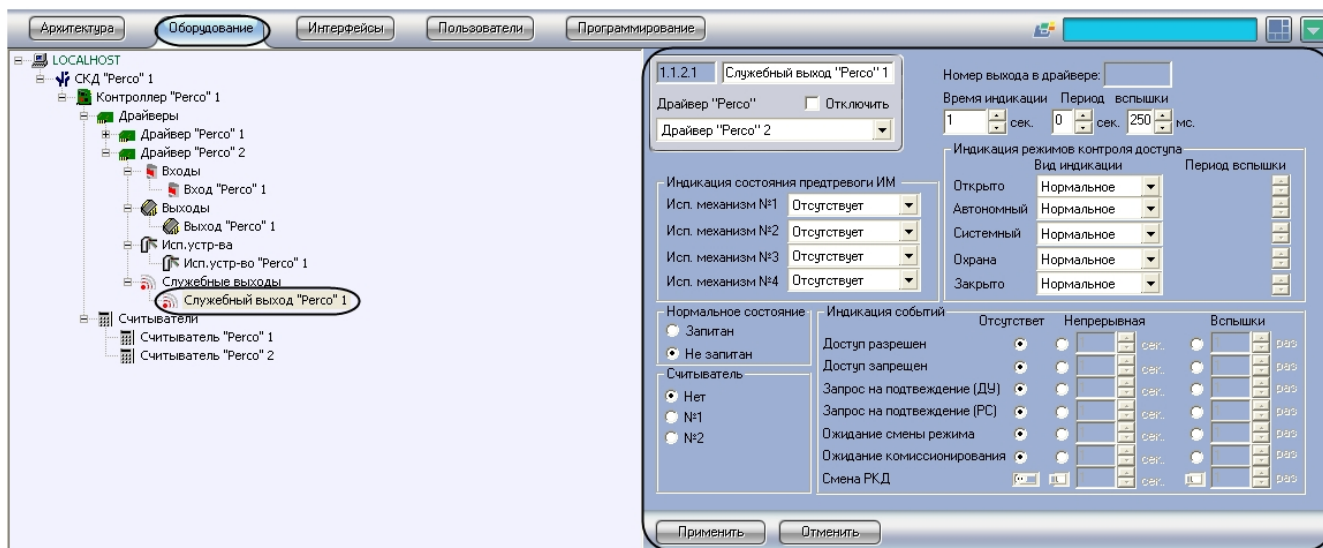 Архитектура Оборудование Интерфейсы Пользователи Программирование
LOCALHOST
СКД "Perco" 1
Контроллер "Perco" 1
Драйверы
Драйвер "Perco" 1
Драйвер "Perco" 2
Входы
Вход "Perco" 1
Выходы
Выход "Perco" 1
Исп.устр-ва
Исп.устр-во "Perco" 1
Служебные выходы
Служебный выход "Perco" 1
Считыватели
Считыватель "Perco" 1
Считыватель "Perco" 2
1.1.2.1 Служебный выход "Perco" 1
Драйвер "Perco" Отключить
Драйвер "Perco" 2
Номер выхода в драйвере:
Время индикации Период вспышки
1 сек. 0 сек. 250 мс.
Индикация состояния предтревоги ИМ
Исп. механизм №1 Отсутствует
Исп. механизм №2 Отсутствует
Исп. механизм №3 Отсутствует
Исп. механизм №4 Отсутствует
Индикация режимов контроля доступа
Вид индикации Период вспышки
Открыто Нормальное
Автономный Нормальное
Системный Нормальное
Охрана Нормальное
Закрыто Нормальное
Нормальное состояние
Запитан
Не запитан
Считыватель
Нет
№1
№2
Индикация событий
Отсутствет Непрерывная Вспышки
Доступ разрешен сек. раз
Доступ запрещен сек. раз
Запрос на подтвеждение (ДУ) сек. раз
Запрос на подтвеждение (РС) сек. раз
Ожидание смены режима сек. раз
Ожидание комиссионирования сек. раз
Смена РКД сек. раз
Применить Отменить